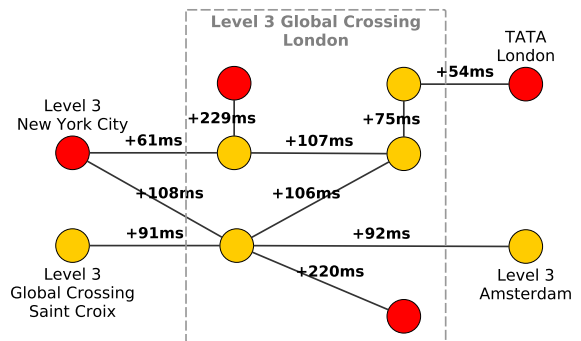 Level 3 Global Crossing
London
TATA
London
+54ms
Level 3
New York City
+229ms
+75ms
+61ms
+107ms
+108ms
+106ms
+91ms
+92ms
+220ms
Level 3
Global Crossing
Saint Croix
Level 3
Amsterdam